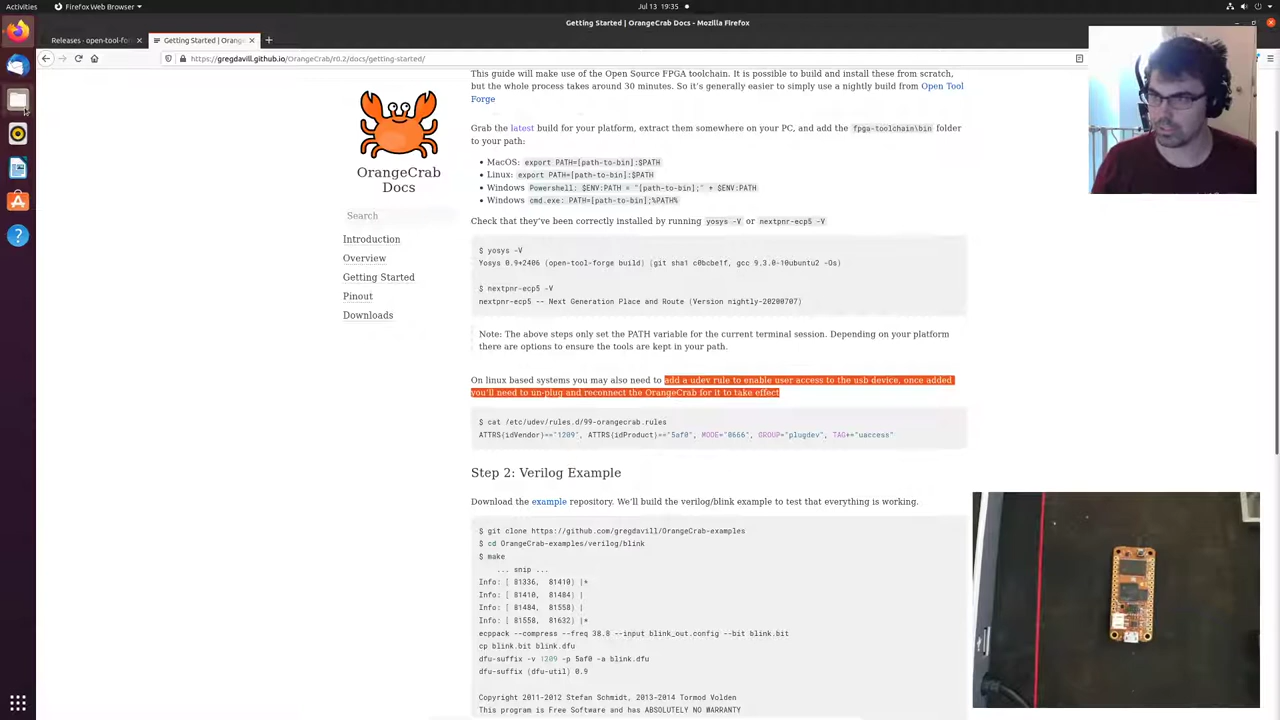 Activities
Firefox Web Browser
Jul 13 19:35
Getting Started | OrangeCrab Docs - Mozilla Firefox
Releases · open-tool-for
Getting Started | Orang
https://gregdavill.github.io/OrangeCrab/r0.2/docs/getting-started/
OrangeCrab
Docs
Search
Introduction
Overview
Getting Started
Pinout
Downloads
This guide will make use of the Open Source FPGA toolchain. It is possible to build and install these from scratch,
but the whole process takes around 30 minutes. So it's generally easier to simply use a nightly build from Open Tool
Forge
Grab the latest build for your platform, extract them somewhere on your PC, and add the fpga-toolchain\bin folder
to your path:
• MacOS: export PATH=[path-to-bin]:$PATH
• Linux: export PATH=[path-to-bin]:$PATH
• Windows Powershell: $ENV:PATH = "[path-to-bin];" + $ENV:PATH
• Windows cmd.exe: PATH=[path-to-bin];%PATH%
Check that they've been correctly installed by running yosys -V or nextpnr-ecp5 -V
$ yosys -V
Yosys 0.9+2406 (open-tool-forge build) (git sha1 c0bcbe1f, gcc 9.3.0-10ubuntu2 -Os)
$ nextpnr-ecp5 -V
nextpnr-ecp5 -- Next Generation Place and Route (Version nightly-20200707)
Note: The above steps only set the PATH variable for the current terminal session. Depending on your platform
there are options to ensure the tools are kept in your path.
On linux based systems you may also need to add a udev rule to enable user access to the usb device, once added
you'll need to un-plug and reconnect the OrangeCrab for it to take effect
$ cat /etc/udev/rules.d/99-orangecrab.rules
ATTRS{idVendor}=="1209", ATTRS{idProduct}=="5af0", MODE="0666", GROUP="plugdev", TAG+="uaccess"
Step 2: Verilog Example
Download the example repository. We'll build the verilog/blink example to test that everything is working.
$ git clone https://github.com/gregdavill/OrangeCrab-examples
$ cd OrangeCrab-examples/verilog/blink
$ make
... snip ...
Info: [ 81336, 81410) |*
Info: [ 81410, 81484) |
Info: [ 81484, 81558) |
Info: [ 81558, 81632) |*
ecppack --compress --freq 38.8 --input blink_out.config --bit blink.bit
cp blink.bit blink.dfu
dfu-suffix -v 1209 -p 5af0 -a blink.dfu
dfu-suffix (dfu-util) 0.9
Copyright 2011-2012 Stefan Schmidt, 2013-2014 Tormod Volden
This program is Free Software and has ABSOLUTELY NO WARRANTY